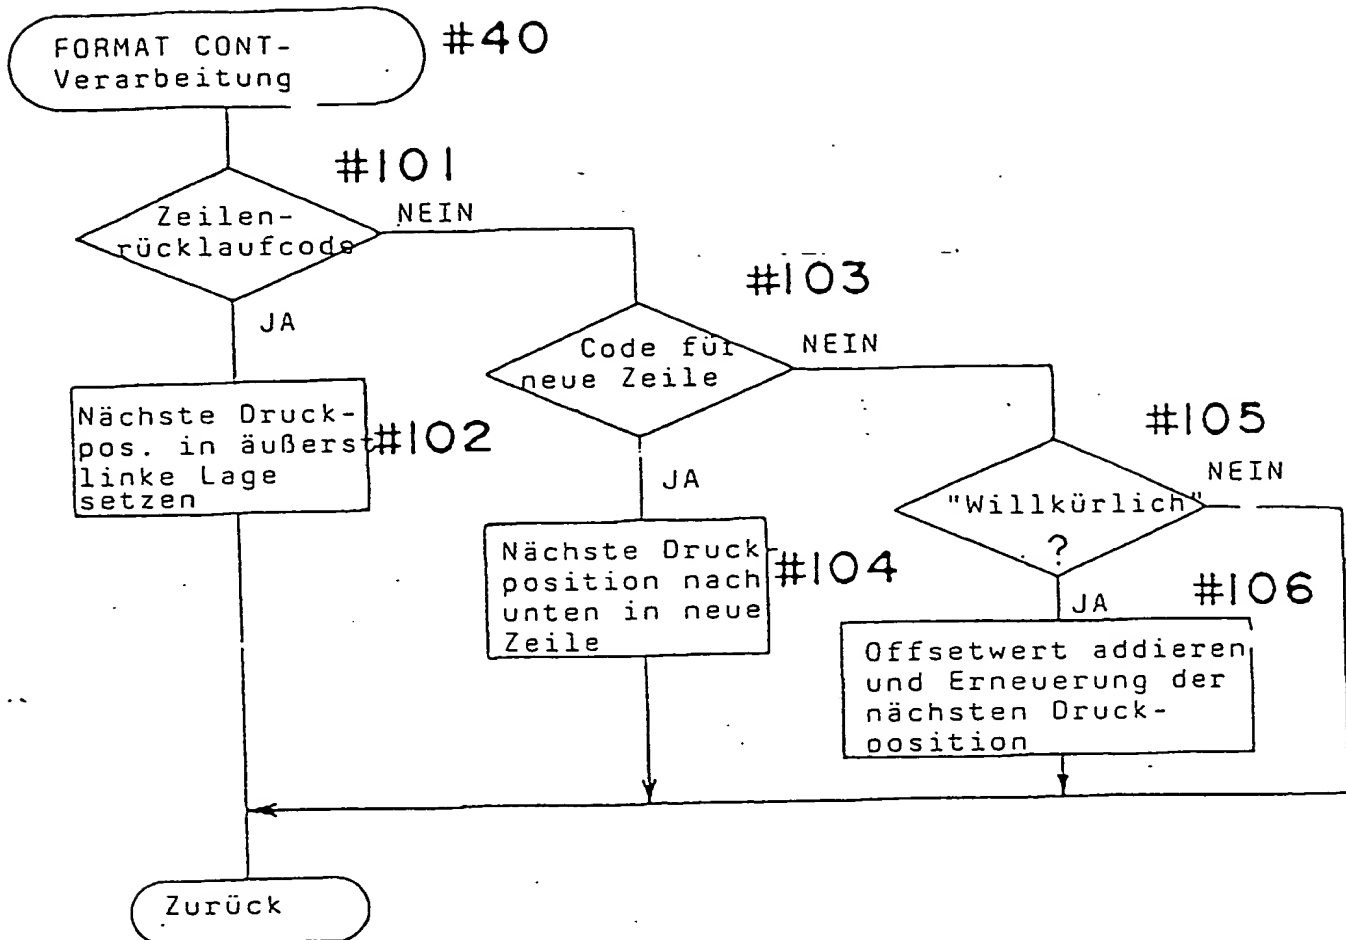 FORMAT CONT-
Verarbeitung
#40
#101
Zeilen-
rücklaufcode
NEIN
JA
#103
Code für
neue Zeile
NEIN
Nächste Druck-
pos. in äußerst
linke Lage
setzen
#102
JA
#105
"Willkürlich"
?
NEIN
Nächste Druck
position nach
unten in neue
Zeile
#104
JA
#106
Offsetwert addieren
und Erneuerung der
nächsten Druck-
position
Zurück